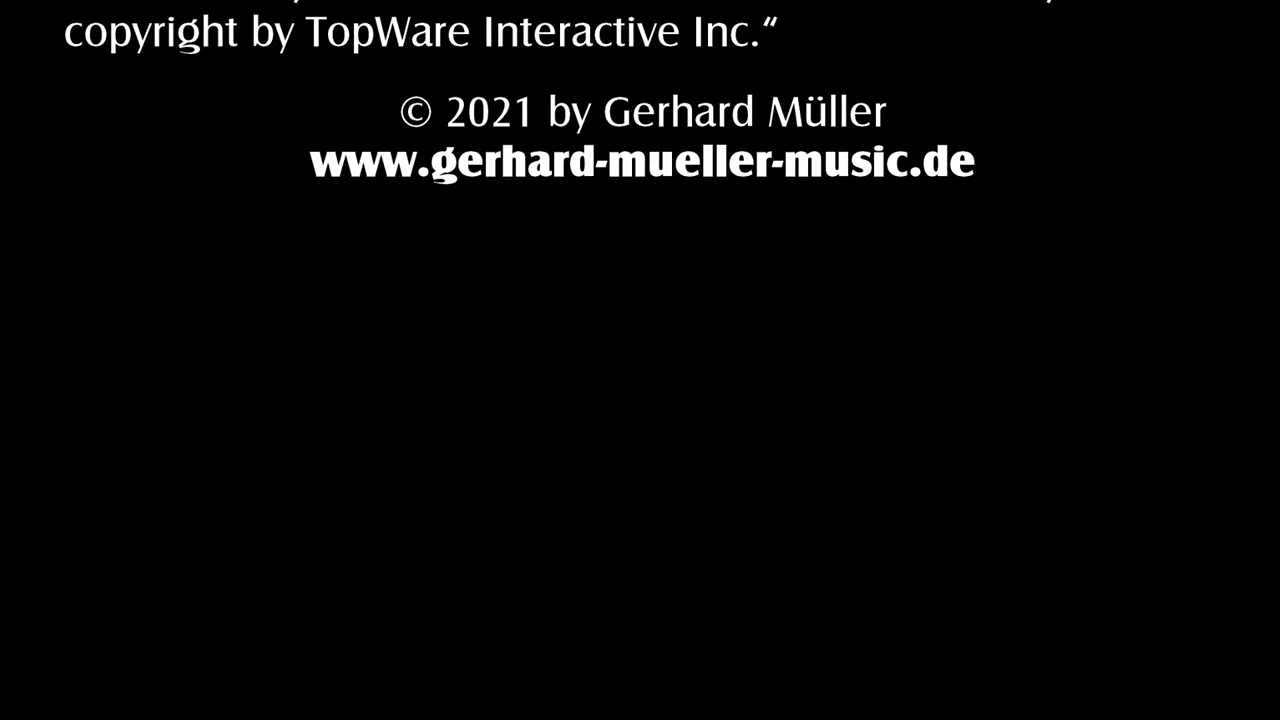 copyright by TopWare Interactive Inc.“
© 2021 by Gerhard Müller
www.gerhard-mueller-music.de